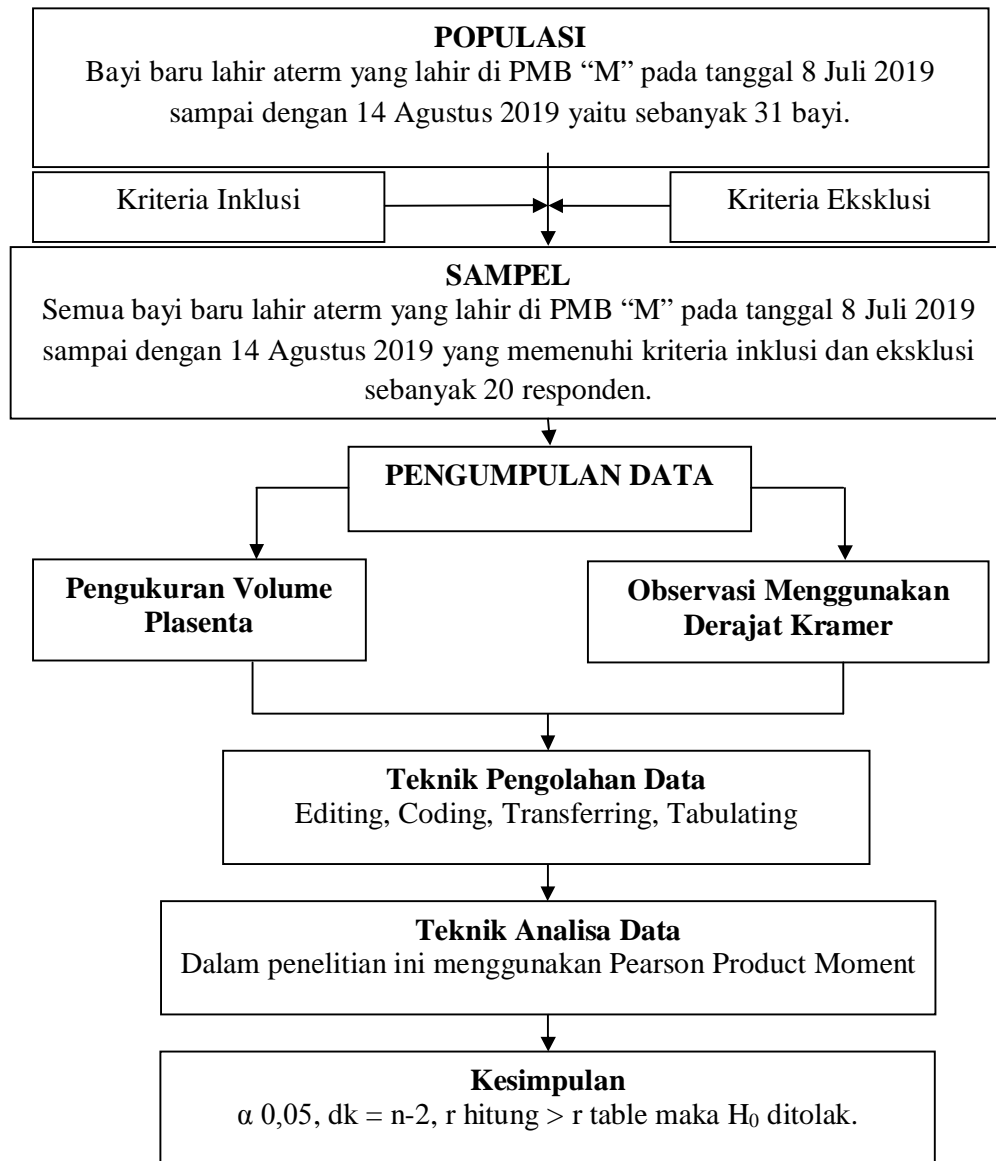 POPULASI
Bayi baru lahir aterm yang lahir di PMB “M” pada tanggal 8 Juli 2019
sampai dengan 14 Agustus 2019 yaitu sebanyak 31 bayi.
Kriteria Inklusi
Kriteria Eksklusi
SAMPEL
Semua bayi baru lahir aterm yang lahir di PMB “M” pada tanggal 8 Juli 2019
sampai dengan 14 Agustus 2019 yang memenuhi kriteria inklusi dan eksklusi
sebanyak 20 responden.
PENGUMPULAN DATA
Pengukuran Volume
Plasenta
Observasi Menggunakan
Derajat Kramer
Teknik Pengolahan Data
Editing, Coding, Transferring, Tabulating
Teknik Analisa Data
Dalam penelitian ini menggunakan Pearson Product Moment
Kesimpulan
α 0,05, dk = n-2, r hitung > r table maka H₀ ditolak.